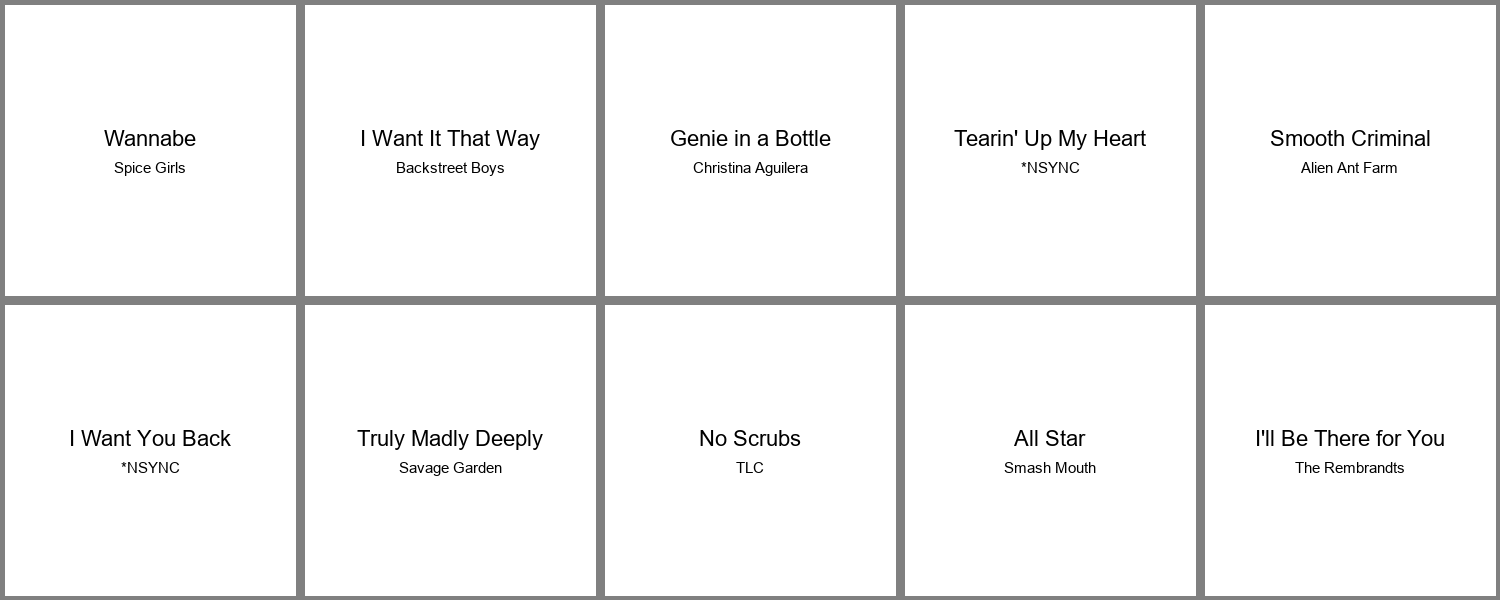 Wannabe
Spice Girls
I Want It That Way
Backstreet Boys
Genie in a Bottle
Christina Aguilera
Tearin' Up My Heart
*NSYNC
Smooth Criminal
Alien Ant Farm
I Want You Back
*NSYNC
Truly Madly Deeply
Savage Garden
No Scrubs
TLC
All Star
Smash Mouth
I'll Be There for You
The Rembrandts